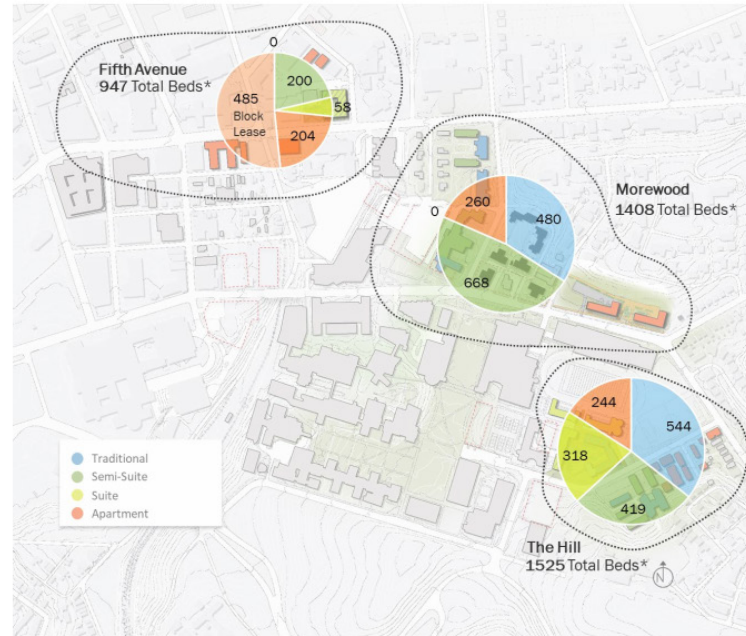 0
Fifth Avenue
947 Total Beds*
200
485
Block
Lease
58
204
Morewood
1408 Total Beds*
260
480
0
668
244
544
318
419
Traditional
Semi-Suite
Suite
Apartment
The Hill
1525 Total Beds*
N